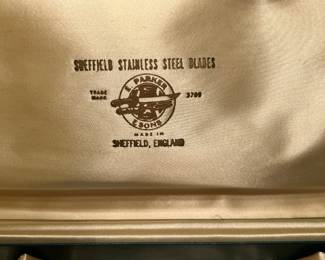 SHEFFIELD STAINLESS STEEL BLADES
E. PARKER
TRADE MARK 3709
& SONS
MADE IN
SHEFFIELD, ENGLAND